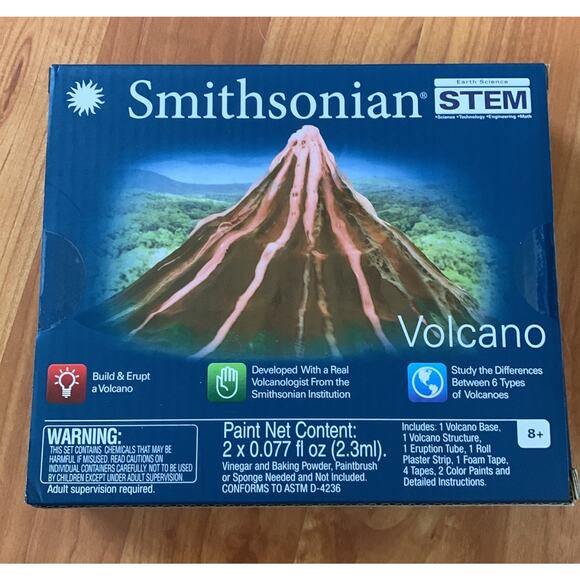 Smithsonian®
Earth Science
STEM
•Science •Technology •Engineering •Math
Volcano
Build & Erupt
a Volcano
Developed With a Real
Volcanologist From the
Smithsonian Institution
Study the Differences
Between 6 Types
of Volcanoes
WARNING:
THIS SET CONTAINS CHEMICALS THAT MAY BE
HARMFUL IF MISUSED. READ CAUTIONS ON
INDIVIDUAL CONTAINERS CAREFULLY. NOT TO BE USED
BY CHILDREN EXCEPT UNDER ADULT SUPERVISION.
Adult supervision required.
Paint Net Content:
2 x 0.077 fl oz (2.3ml).
Vinegar and Baking Powder, Paintbrush
or Sponge Needed and Not Included.
CONFORMS TO ASTM D-4236
Includes: 1 Volcano Base,
1 Volcano Structure,
1 Eruption Tube, 1 Roll
Plaster Strip, 1 Foam Tape,
4 Tapes, 2 Color Paints and
Detailed Instructions.
8+